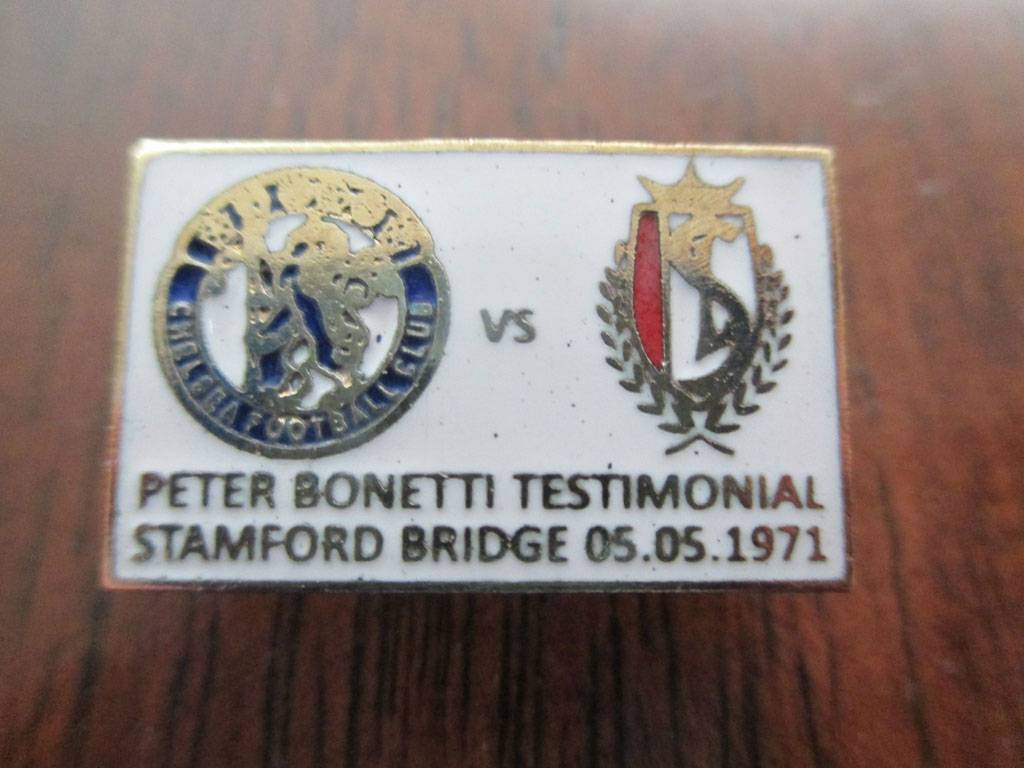 CHELSEA FOOTBALL CLUB
VS
PETER BONETTI TESTIMONIAL
STAMFORD BRIDGE 05.05.1971